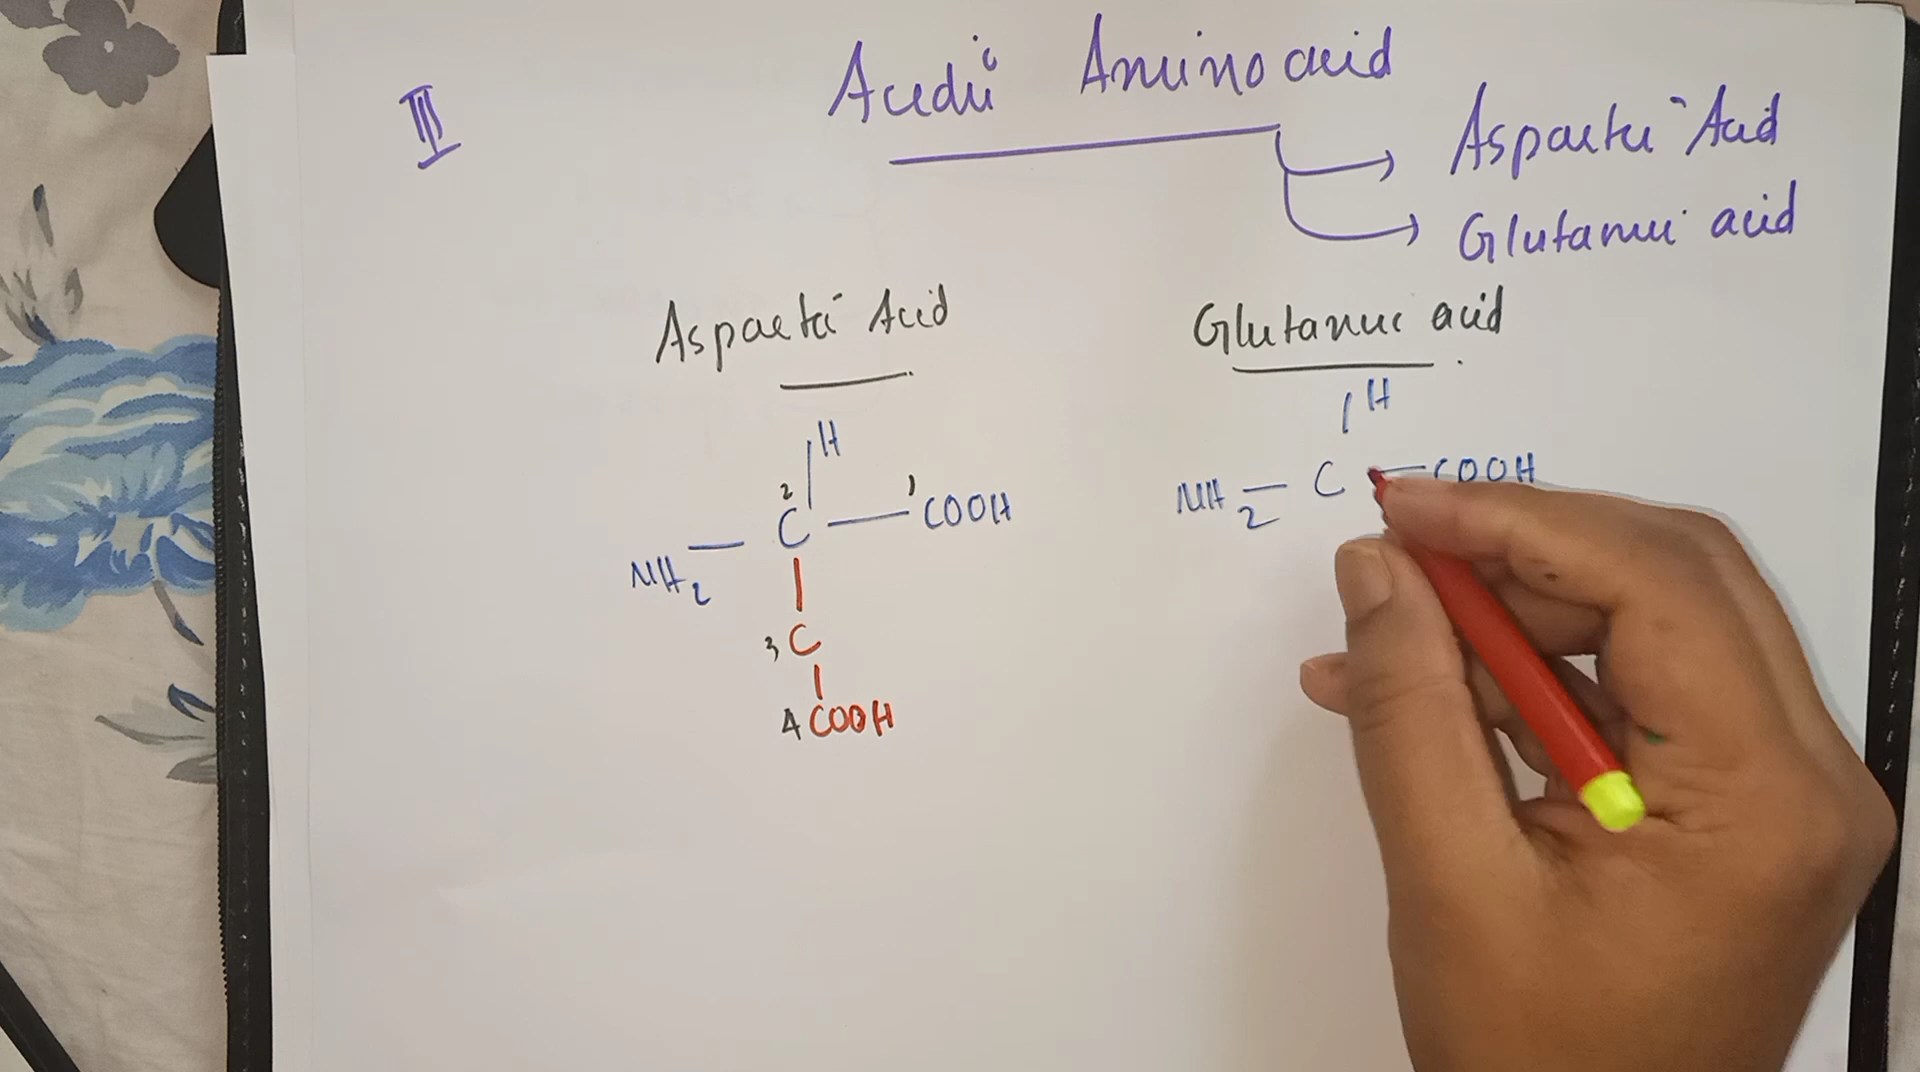 III
Acidic Amino acid
Aspartic Acid
Glutamic acid
Aspartic Acid
Glutamic acid
H
H
2
1
C
COOH
NH2
NH2
C
COOH
3 C
4 COOH